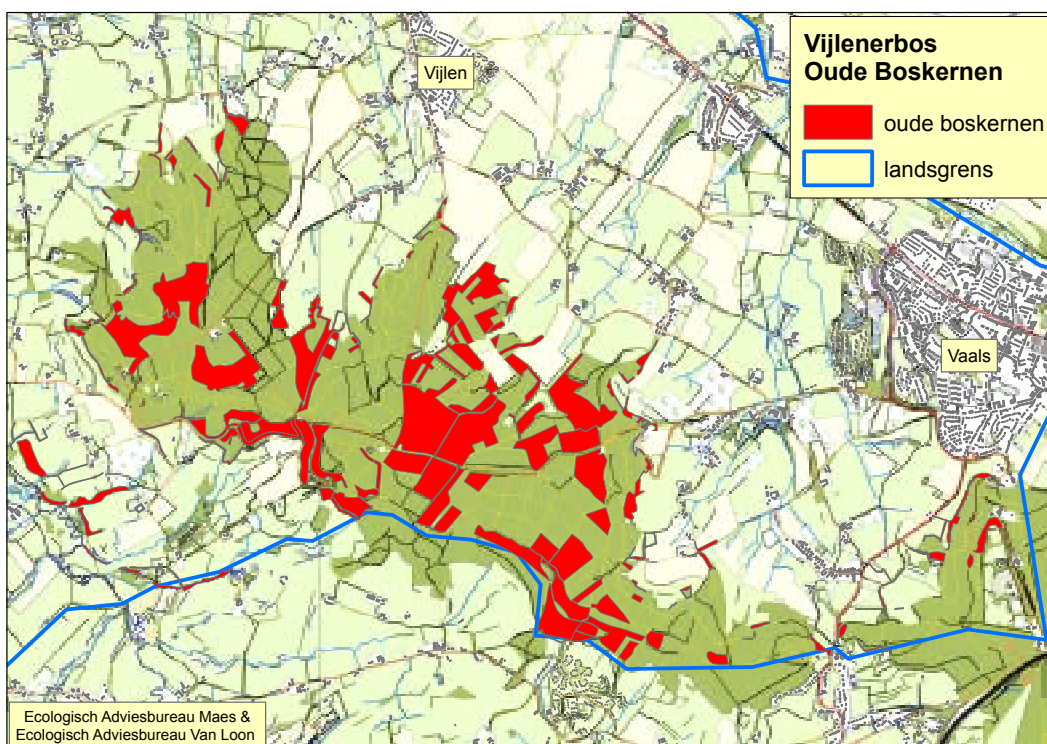 Vijlenerbos
Oude Boskernen
oude boskernen
landsgrens
Vijlen
Vaals
Ecologisch Adviesbureau Maes &
Ecologisch Adviesbureau Van Loon